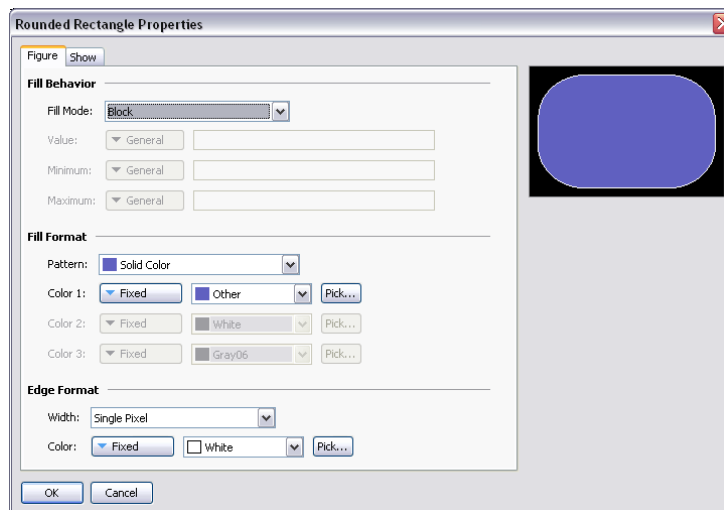 Rounded Rectangle Properties
Figure Show
Fill Behavior
Fill Mode: Block
Value: General
Minimum: General
Maximum: General
Fill Format
Pattern: Solid Color
Color 1: Fixed Other Pick...
Color 2: Fixed White Pick...
Color 3: Fixed Gray06 Pick...
Edge Format
Width: Single Pixel
Color: Fixed White Pick...
OK Cancel